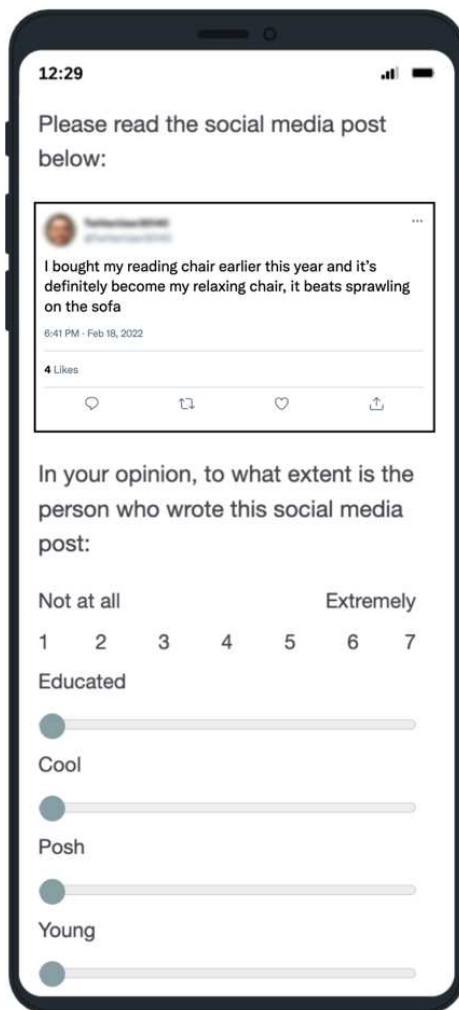 12:29
Please read the social media post
below:
I bought my reading chair earlier this year and it's
definitely become my relaxing chair, it beats sprawling
on the sofa
6:41 PM - Feb 18, 2022
4 Likes
In your opinion, to what extent is the
person who wrote this social media
post:
Not at all Extremely
1 2 3 4 5 6 7
Educated
Cool
Posh
Young